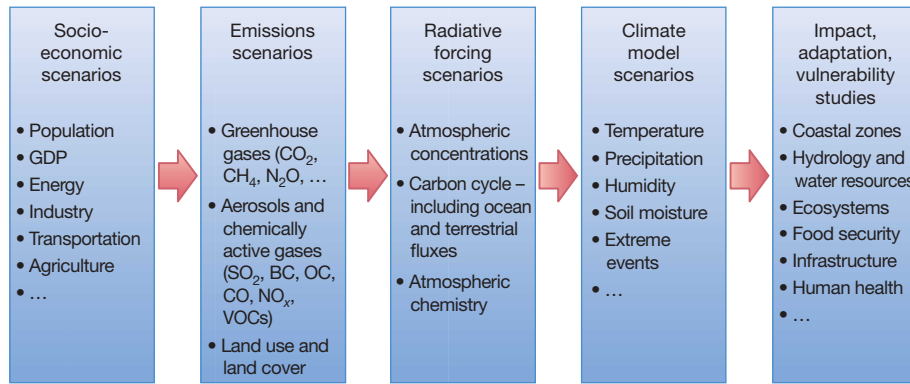 Socio-
economic
scenarios
• Population
• GDP
• Energy
• Industry
• Transportation
• Agriculture
• …
Emissions
scenarios
• Greenhouse
gases (CO₂,
CH₄, N₂O, …
• Aerosols and
chemically
active gases
(SO₂, BC, OC,
CO, NOₓ,
VOCs)
• Land use and
land cover
Radiative
forcing
scenarios
• Atmospheric
concentrations
• Carbon cycle –
including ocean
and terrestrial
fluxes
• Atmospheric
chemistry
Climate
model
scenarios
• Temperature
• Precipitation
• Humidity
• Soil moisture
• Extreme
events
• …
Impact,
adaptation,
vulnerability
studies
• Coastal zones
• Hydrology and
water resources
• Ecosystems
• Food security
• Infrastructure
• Human health
• …